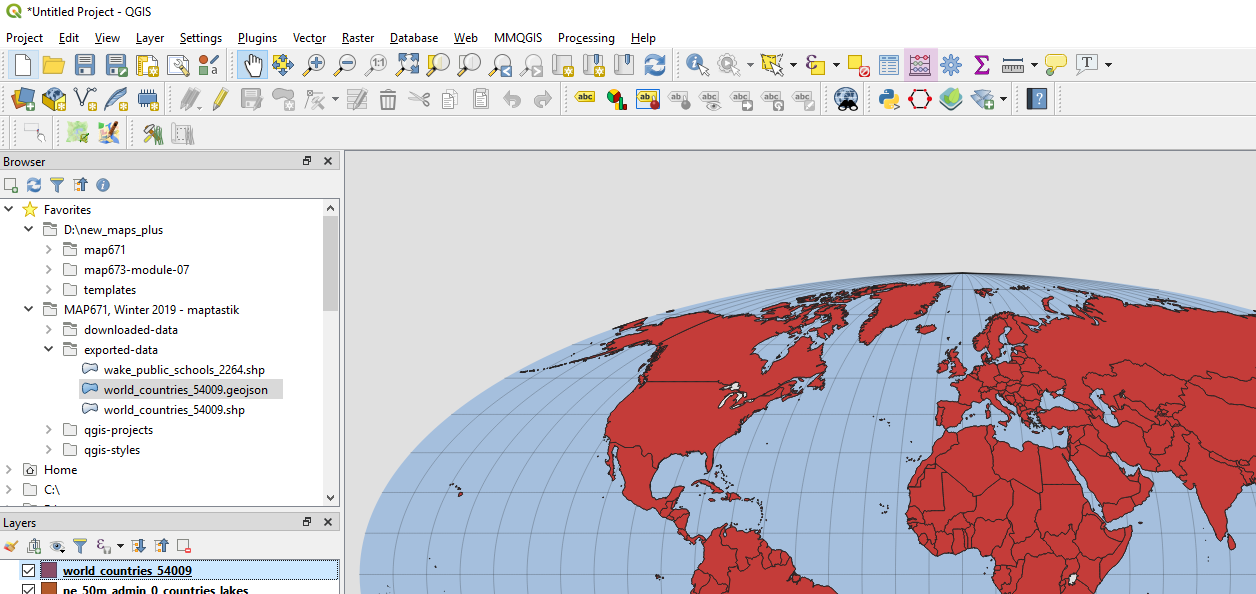 *Untitled Project - QGIS
Project Edit View Layer Settings Plugins Vector Raster Database Web MMQGIS Processing Help
Browser
Favorites
D:\new_maps_plus
map671
map673-module-07
templates
MAP671, Winter 2019 - maptastik
downloaded-data
exported-data
wake_public_schools_2264.shp
world_countries_54009.geojson
world_countries_54009.shp
qgis-projects
qgis-styles
Home
C:\
Layers
world_countries_54009
ne_50m_admin_0_countries_lakes